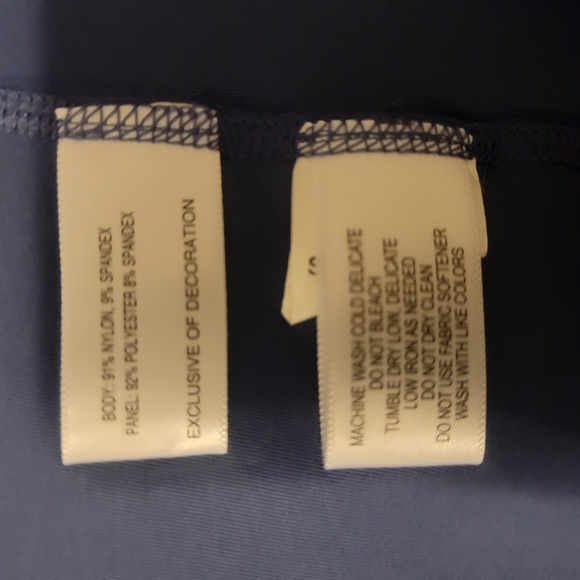 BODY: 91% NYLON, 9% SPANDEX
PANEL: 92% POLYESTER 8% SPANDEX
EXCLUSIVE OF DECORATION
MACHINE WASH COLD DELICATE
DO NOT BLEACH
TUMBLE DRY LOW, DELICATE
LOW IRON AS NEEDED
DO NOT DRY CLEAN
DO NOT USE FABRIC SOFTENER
WASH WITH LIKE COLORS